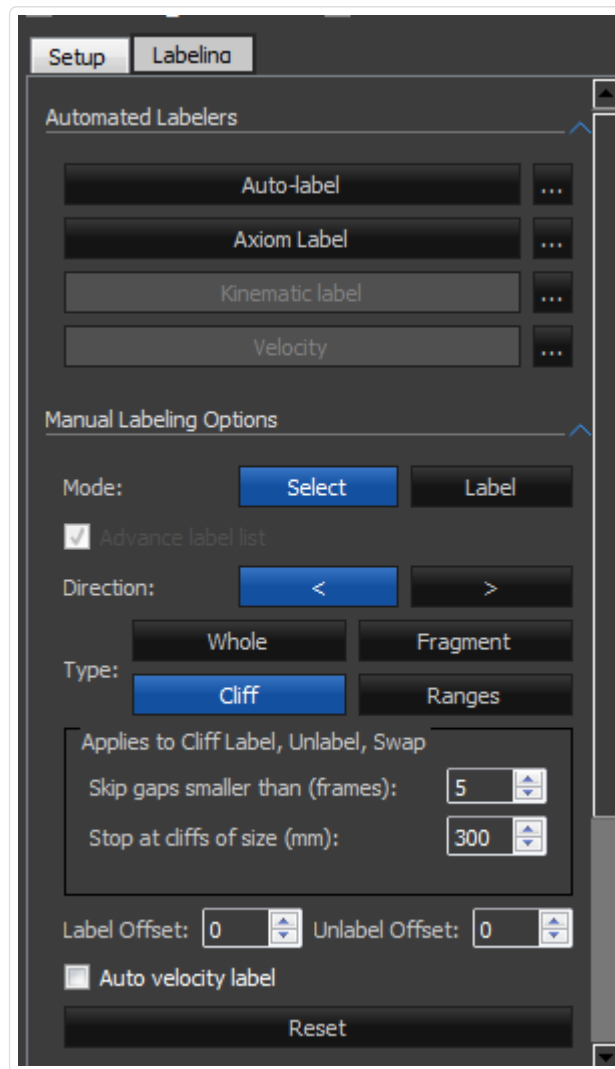 Setup Labeling
Automated Labelers
Auto-label ...
Axiom Label ...
Kinematic label ...
Velocity ...
Manual Labeling Options
Mode: Select Label
Advance label list
Direction: < >
Type: Whole Fragment
Cliff Ranges
Applies to Cliff Label, Unlabel, Swap
Skip gaps smaller than (frames): 5
Stop at cliffs of size (mm): 300
Label Offset: 0 Unlabel Offset: 0
Auto velocity label
Reset